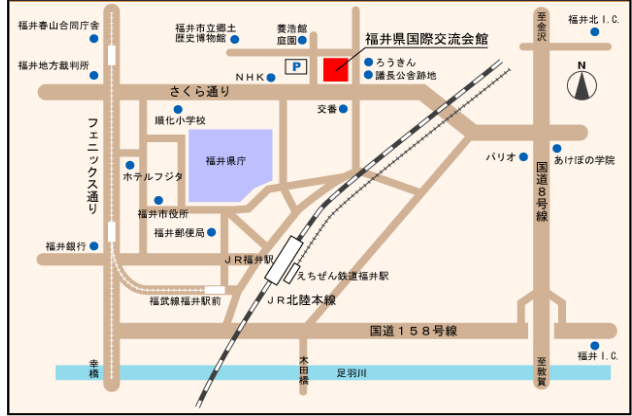 福井春山合同庁舎
福井市立郷土
歴史博物館
養浩館
庭園
福井県国際交流会館
至金沢
福井北I.C.
福井地方裁判所
P
ろうきん
議長公舎跡地
N
NHK
さくら通り
順化小学校
交番
フェニックス通り
福井県庁
パリオ
あけぼの学院
国道8号線
ホテルフジタ
福井市役所
福井郵便局
福井銀行
JR福井駅
えちぜん鉄道福井駅
福武線福井駅前
JR北陸本線
国道158号線
幸橋
木田橋
足羽川
至敦賀
福井I.C.